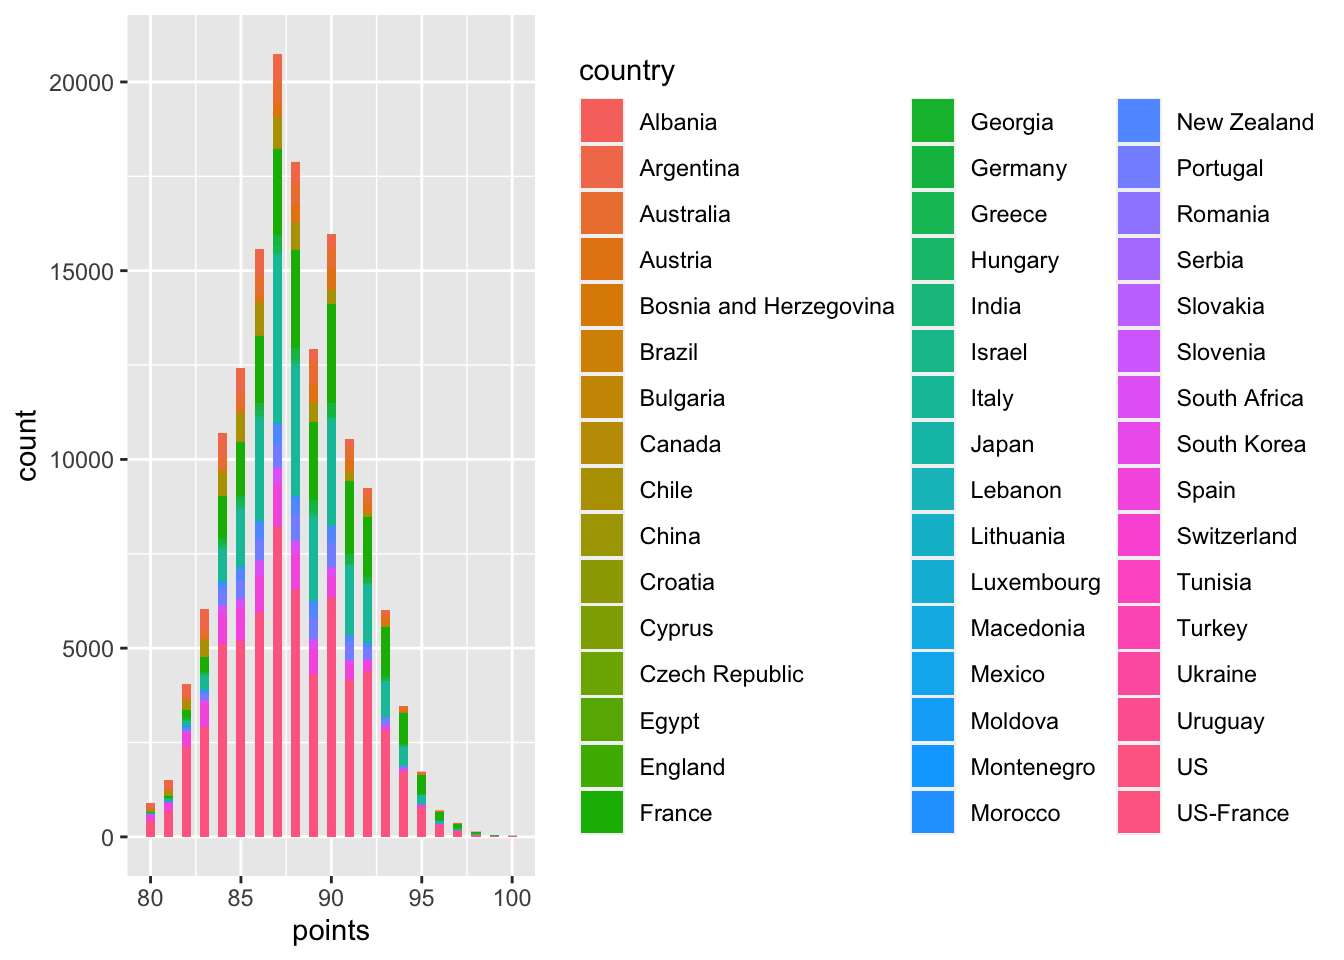 country
Albania
Argentina
Australia
Austria
Bosnia and Herzegovina
Brazil
Bulgaria
Canada
Chile
China
Croatia
Cyprus
Czech Republic
Egypt
England
France
Georgia
Germany
Greece
Hungary
India
Israel
Italy
Japan
Lebanon
Lithuania
Luxembourg
Macedonia
Mexico
Moldova
Montenegro
Morocco
New Zealand
Portugal
Romania
Serbia
Slovakia
Slovenia
South Africa
South Korea
Spain
Switzerland
Tunisia
Turkey
Ukraine
Uruguay
US
US-France
count
20000
15000
10000
5000
0
80 85 90 95 100
points